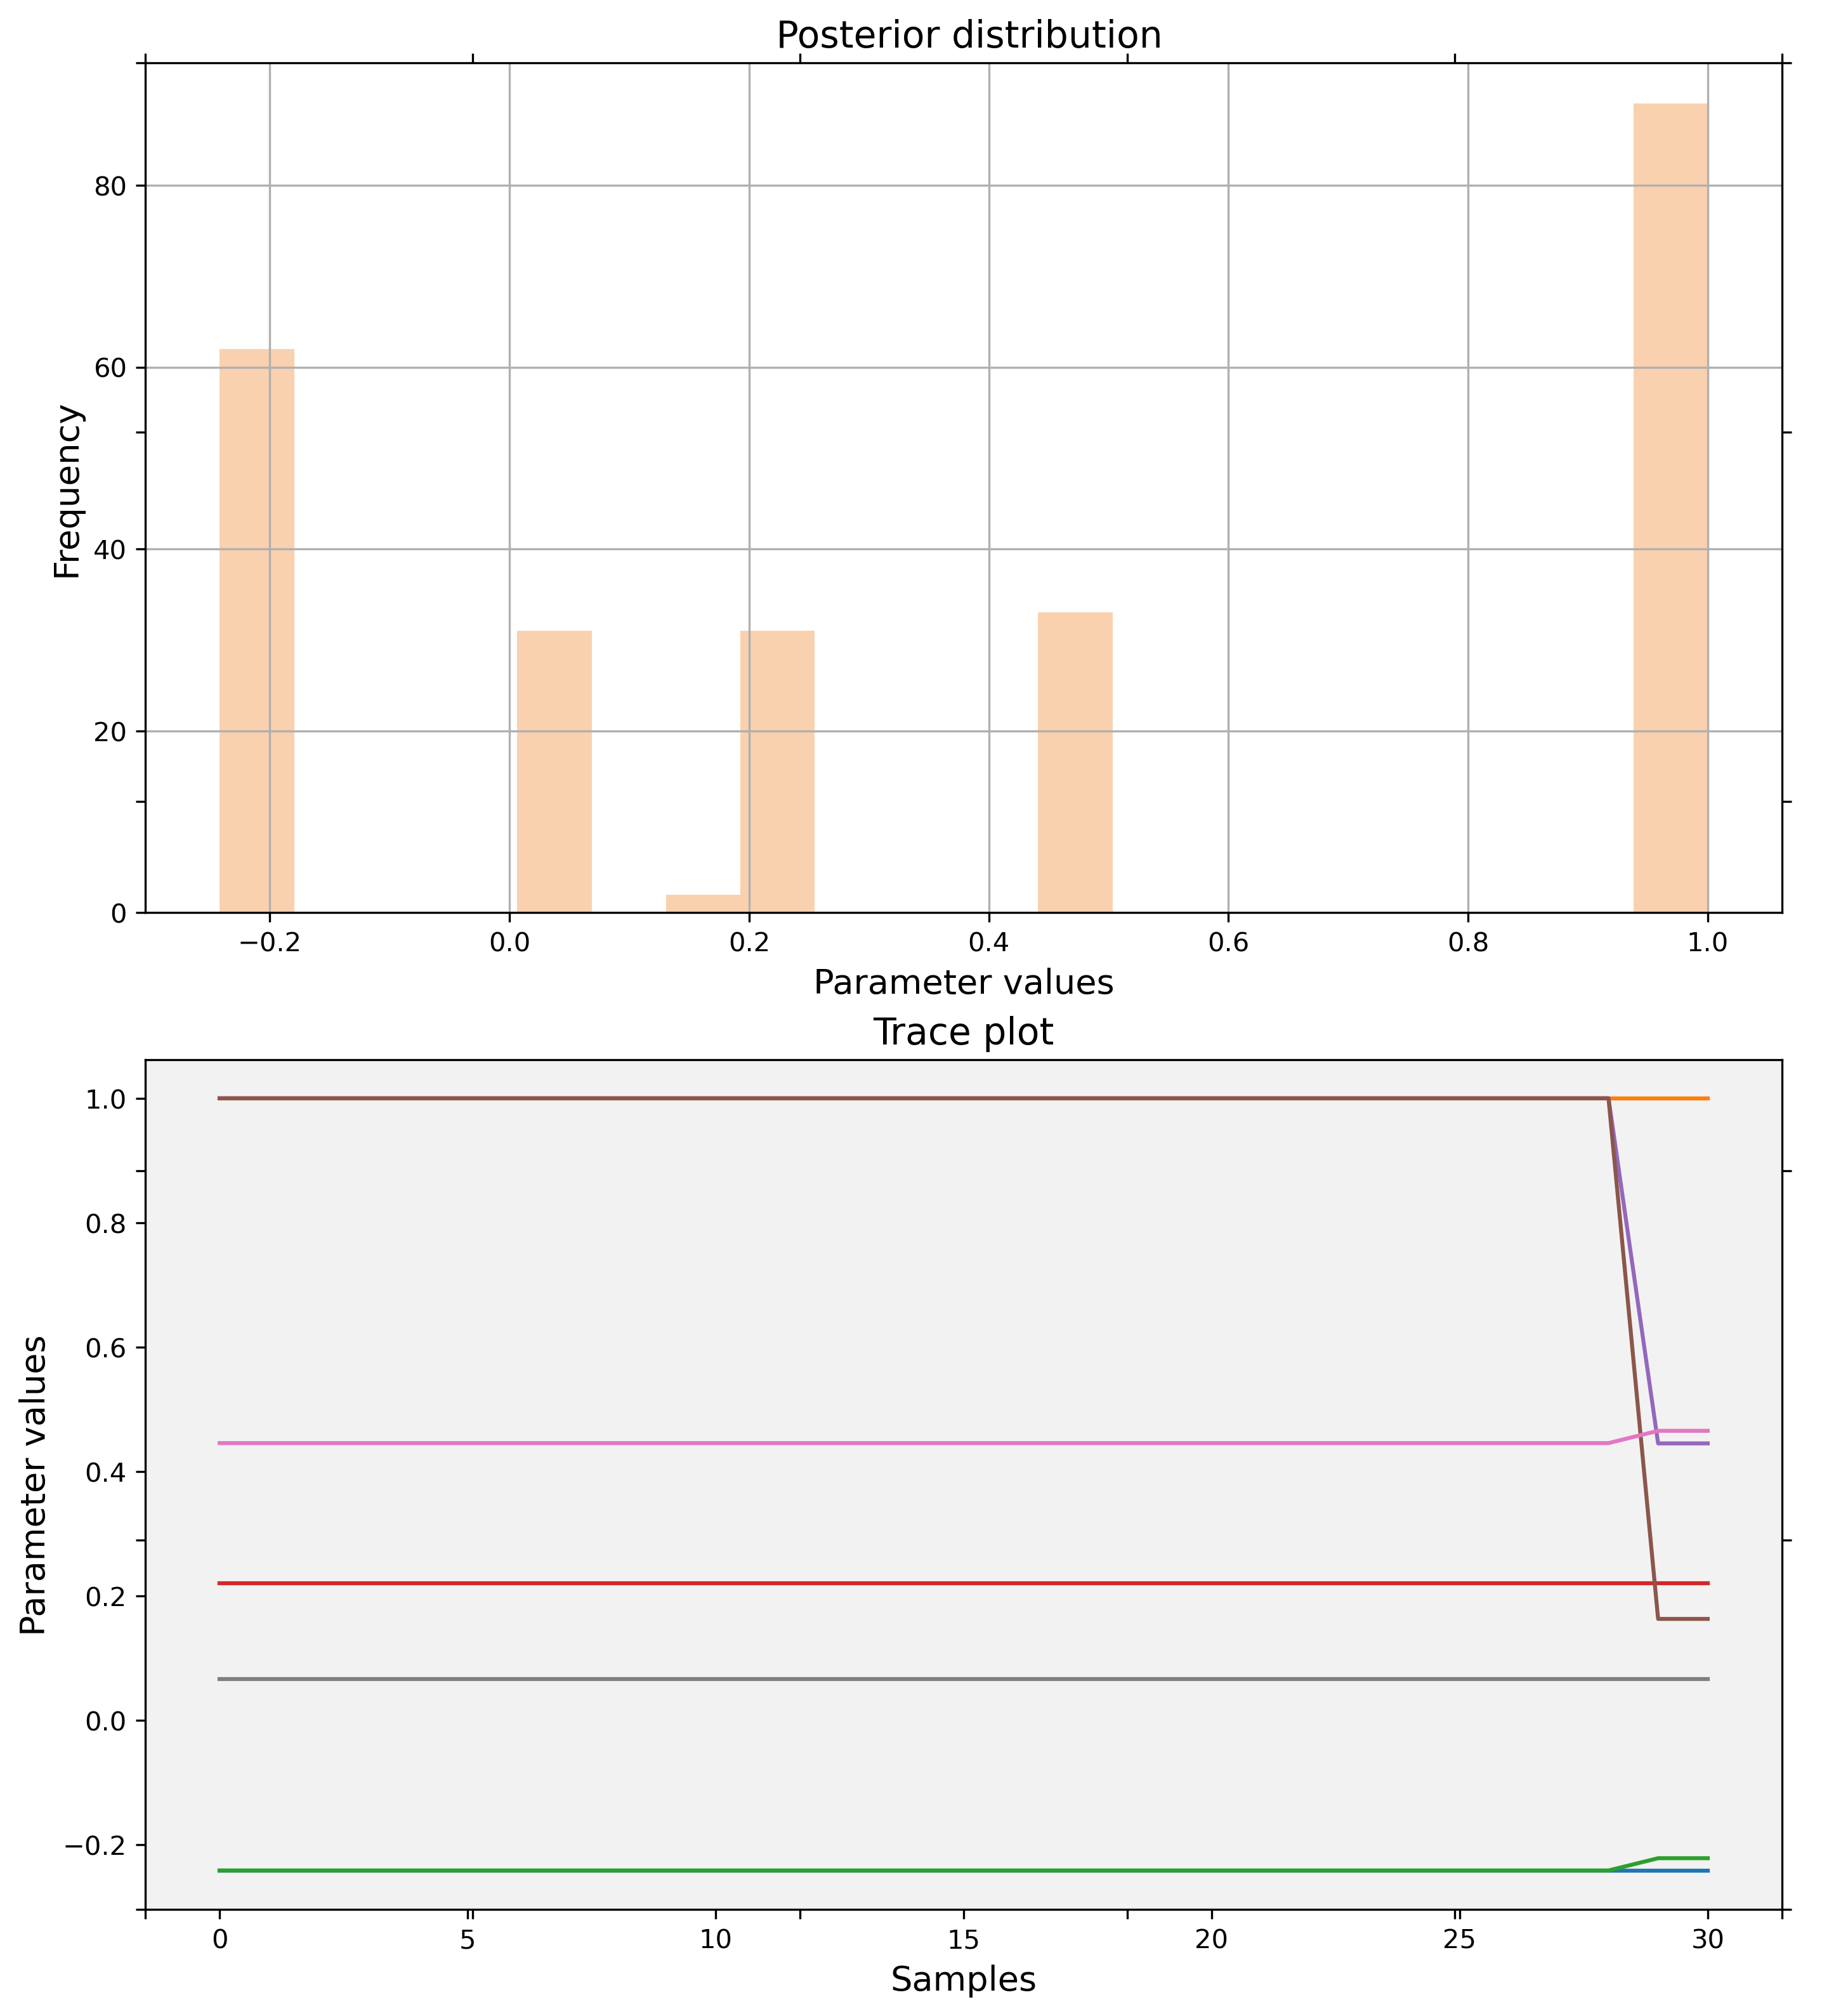 Posterior distribution
80
60
40
20
0
Frequency
−0.2 0.0 0.2 0.4 0.6 0.8 1.0
Parameter values
Trace plot
1.0
0.8
0.6
0.4
0.2
0.0
−0.2
Parameter values
0 5 10 15 20 25 30
Samples